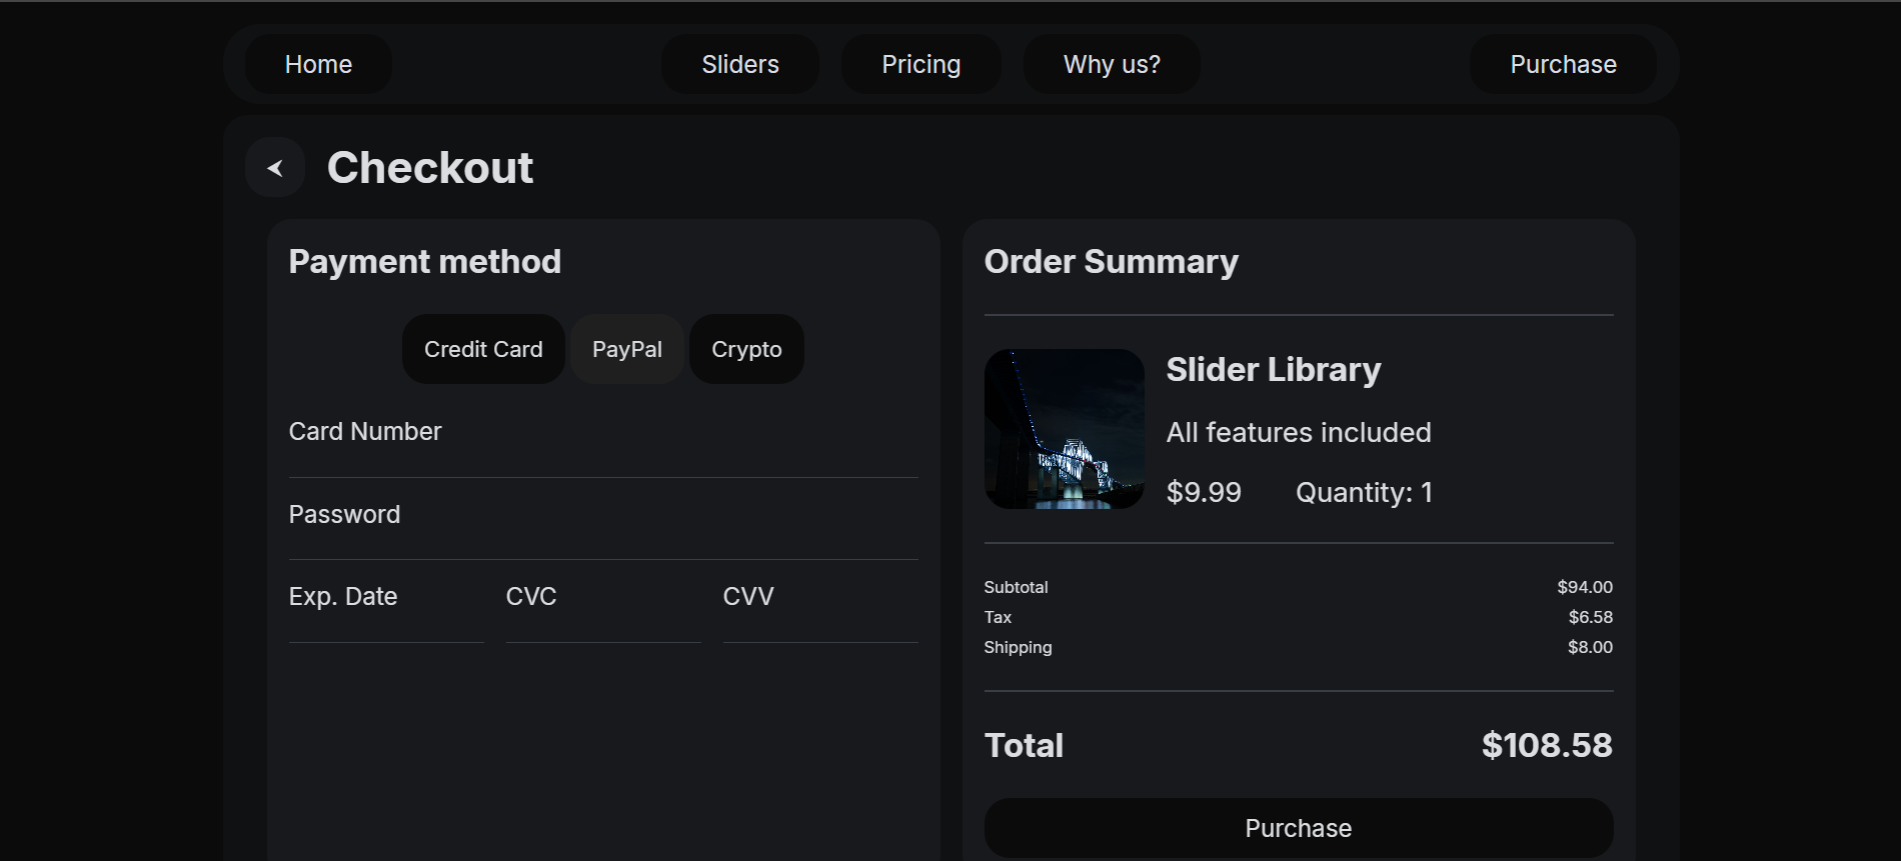 Home
Sliders
Pricing
Why us?
Purchase
Checkout
Payment method
Credit Card
PayPal
Crypto
Card Number
Password
Exp. Date
CVC
CVV
Order Summary
Slider Library
All features included
$9.99 Quantity: 1
Subtotal $94.00
Tax $6.58
Shipping $8.00
Total $108.58
Purchase